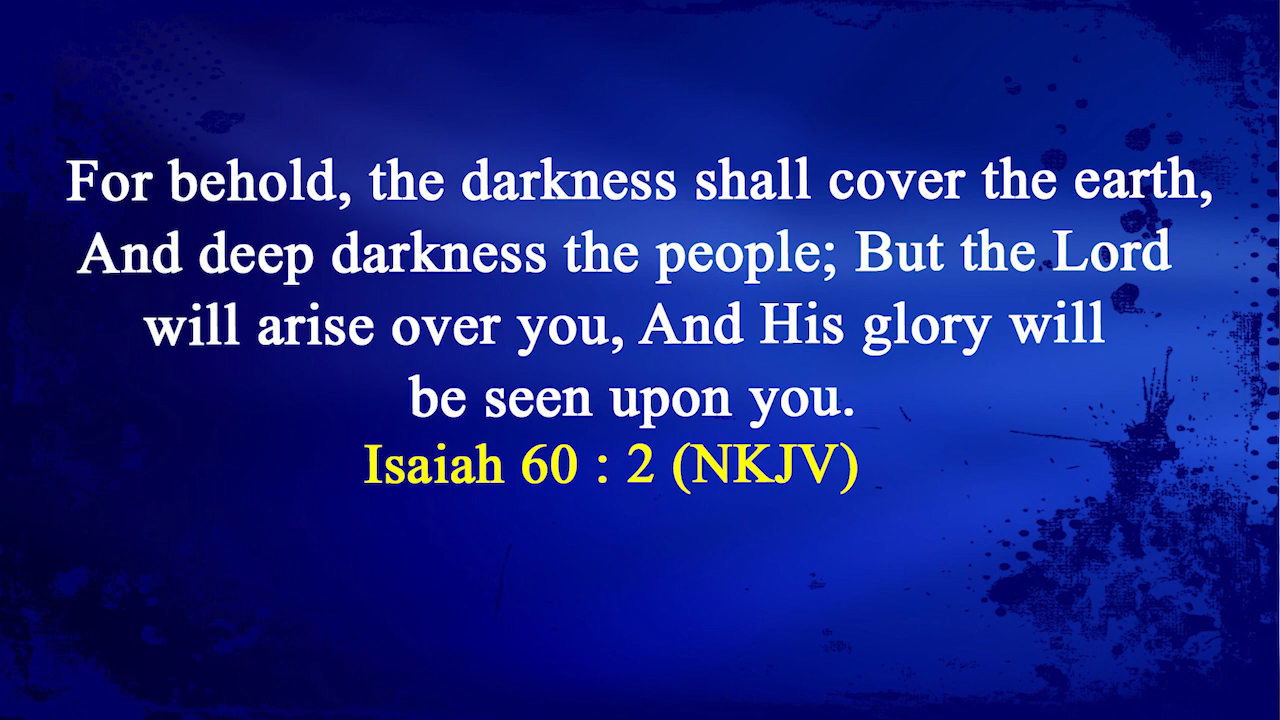 For behold, the darkness shall cover the earth,
And deep darkness the people; But the Lord
will arise over you, And His glory will
be seen upon you.
Isaiah 60 : 2 (NKJV)